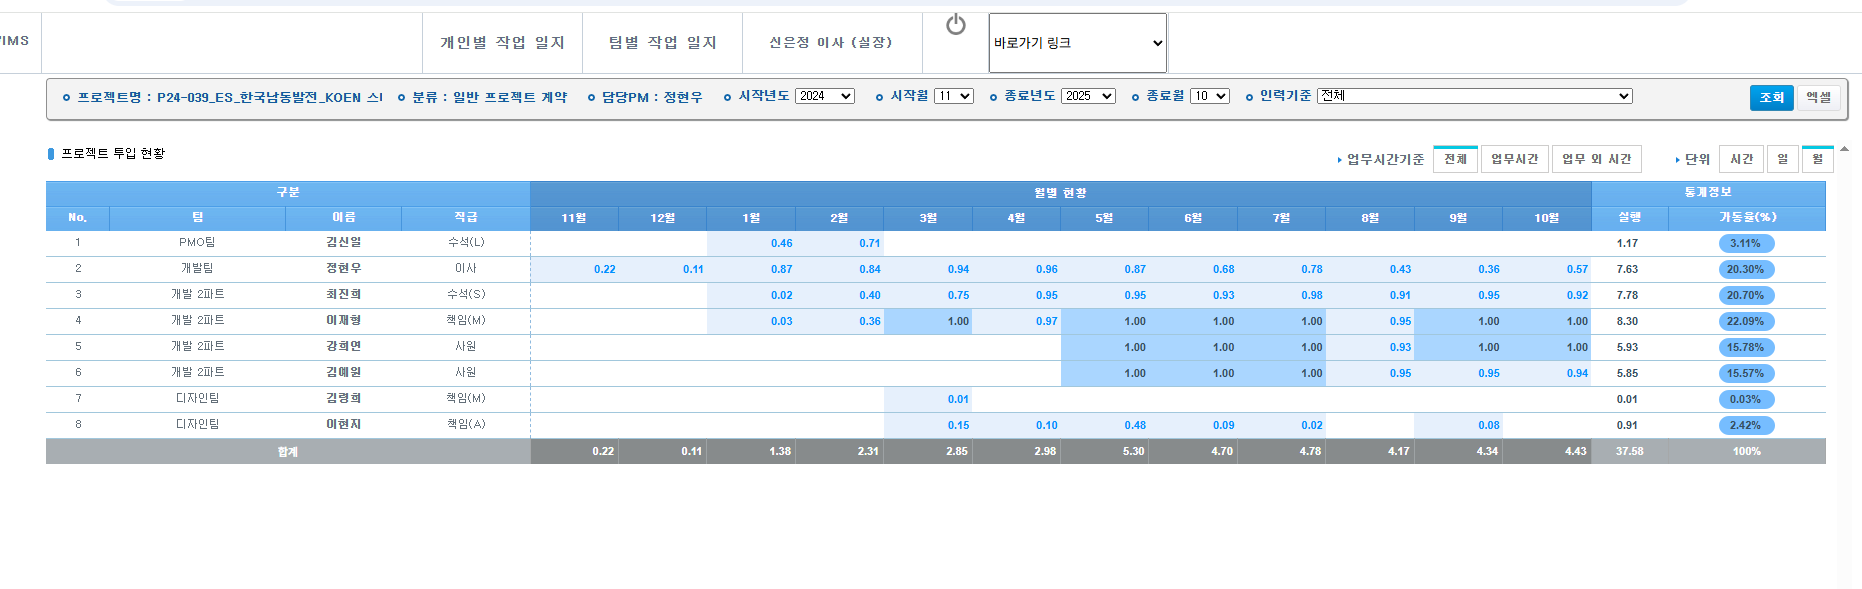 IMS
개인별 작업 일지 팀별 작업 일지 신은정 이사 (실장) 바로가기 링크
프로젝트명 : P24-039_ES_한국남동발전_KOEN 스 분류 : 일반 프로젝트 계약 담당PM : 정현우 시작년도 2024 시작월 11 종료년도 2025 종료월 10 인력기준 전체 조회 엑셀
프로젝트 투입 현황 업무시간기준 전체 업무시간 업무 외 시간 단위 시간 일 월
구분 월별 현황 통계정보
No. 팀 이름 직급 11월 12월 1월 2월 3월 4월 5월 6월 7월 8월 9월 10월 실행 가동율(%)
1 PMO팀 김신일 수석(L) 0.46 0.71 1.17 3.11%
2 개발팀 정현우 이사 0.22 0.11 0.87 0.84 0.94 0.96 0.87 0.68 0.78 0.43 0.36 0.57 7.63 20.30%
3 개발 2파트 최진희 수석(S) 0.02 0.40 0.75 0.95 0.95 0.93 0.98 0.91 0.95 0.92 7.78 20.70%
4 개발 2파트 이재형 책임(M) 0.03 0.36 1.00 0.97 1.00 1.00 1.00 0.95 1.00 1.00 8.30 22.09%
5 개발 2파트 강희연 사원 1.00 1.00 1.00 0.93 1.00 1.00 5.93 15.78%
6 개발 2파트 김예원 사원 1.00 1.00 1.00 0.95 0.95 0.94 5.85 15.57%
7 디자인팀 김령희 책임(M) 0.01 0.01 0.03%
8 디자인팀 이현지 책임(A) 0.15 0.10 0.48 0.09 0.02 0.08 0.91 2.42%
합계 0.22 0.11 1.38 2.31 2.85 2.98 5.30 4.70 4.78 4.17 4.34 4.43 37.58 100%